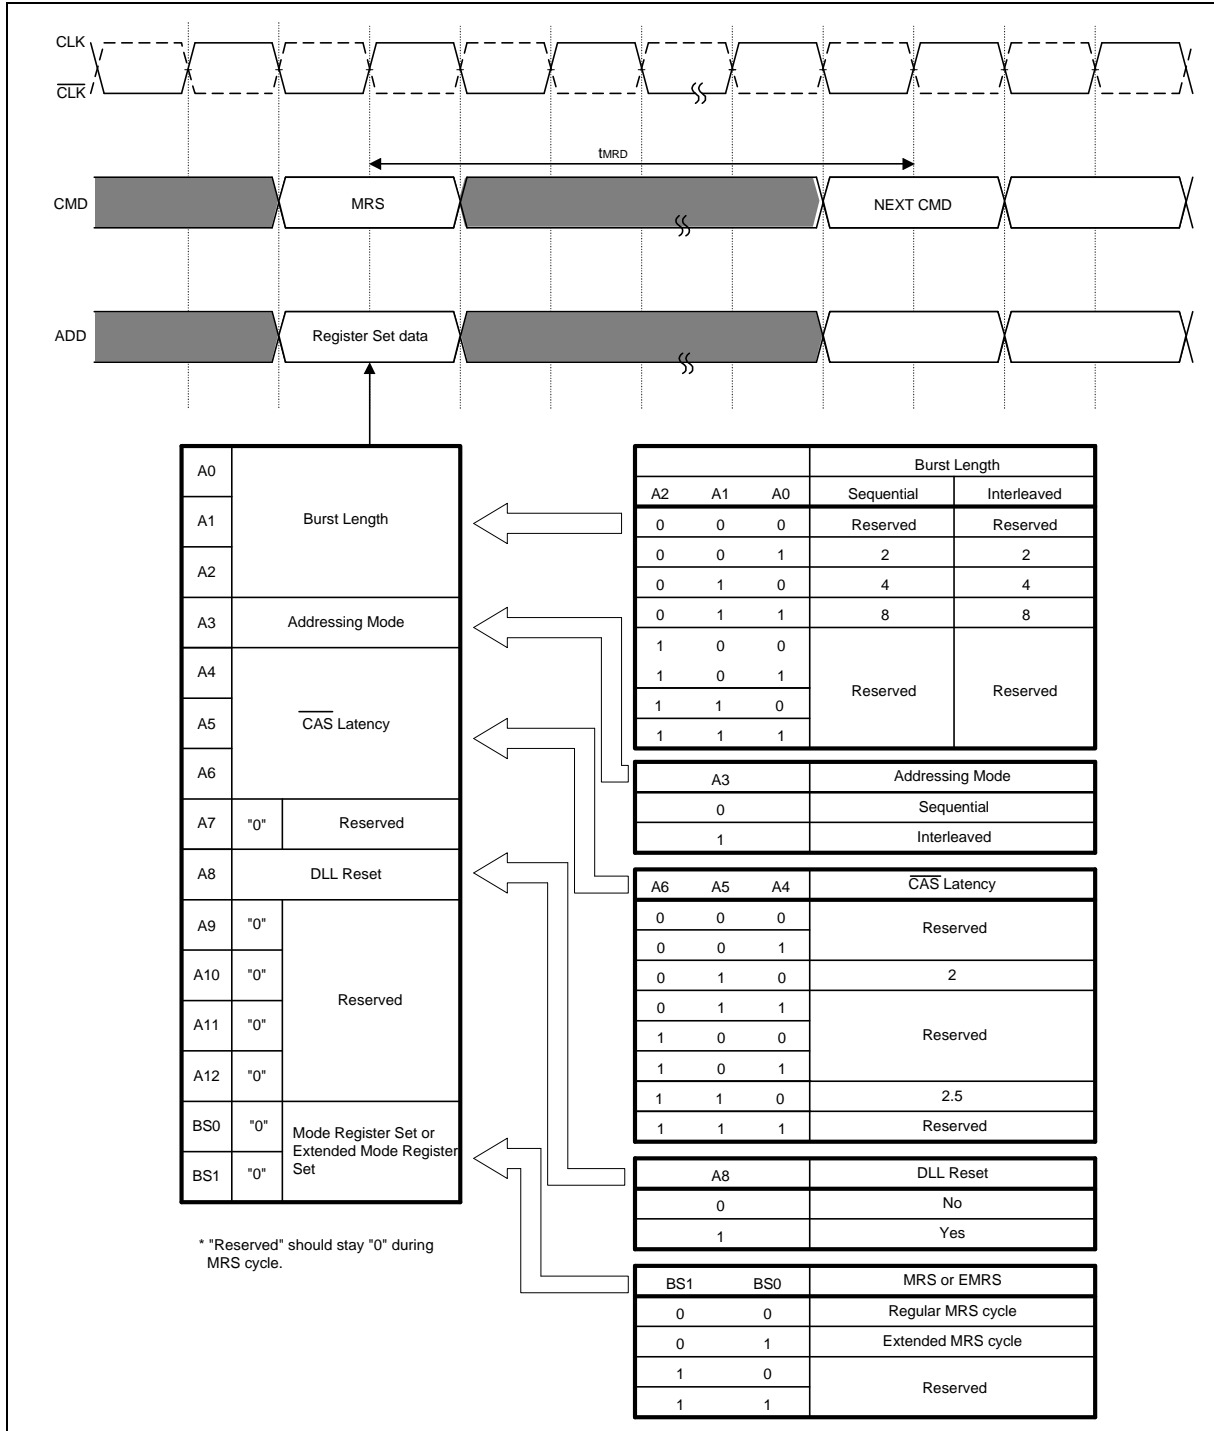 CLK
CLK
tMRD
CMD
MRS
NEXT CMD
ADD
Register Set data
A0
A1
Burst Length
A2
A3
Addressing Mode
A4
A5
CAS Latency
A6
A7 "0" Reserved
A8 DLL Reset
A9 "0"
A10 "0"
Reserved
A11 "0"
A12 "0"
BS0 "0"
Mode Register Set or
Extended Mode Register
Set
BS1 "0"
* "Reserved" should stay "0" during
MRS cycle.
Burst Length
A2 A1 A0 Sequential Interleaved
0 0 0 Reserved Reserved
0 0 1 2 2
0 1 0 4 4
0 1 1 8 8
1 0 0
1 0 1
Reserved Reserved
1 1 0
1 1 1
A3 Addressing Mode
0 Sequential
1 Interleaved
A6 A5 A4 CAS Latency
0 0 0
Reserved
0 0 1
0 1 0 2
0 1 1
1 0 0 Reserved
1 0 1
1 1 0 2.5
1 1 1 Reserved
A8 DLL Reset
0 No
1 Yes
BS1 BS0 MRS or EMRS
0 0 Regular MRS cycle
0 1 Extended MRS cycle
1 0
Reserved
1 1